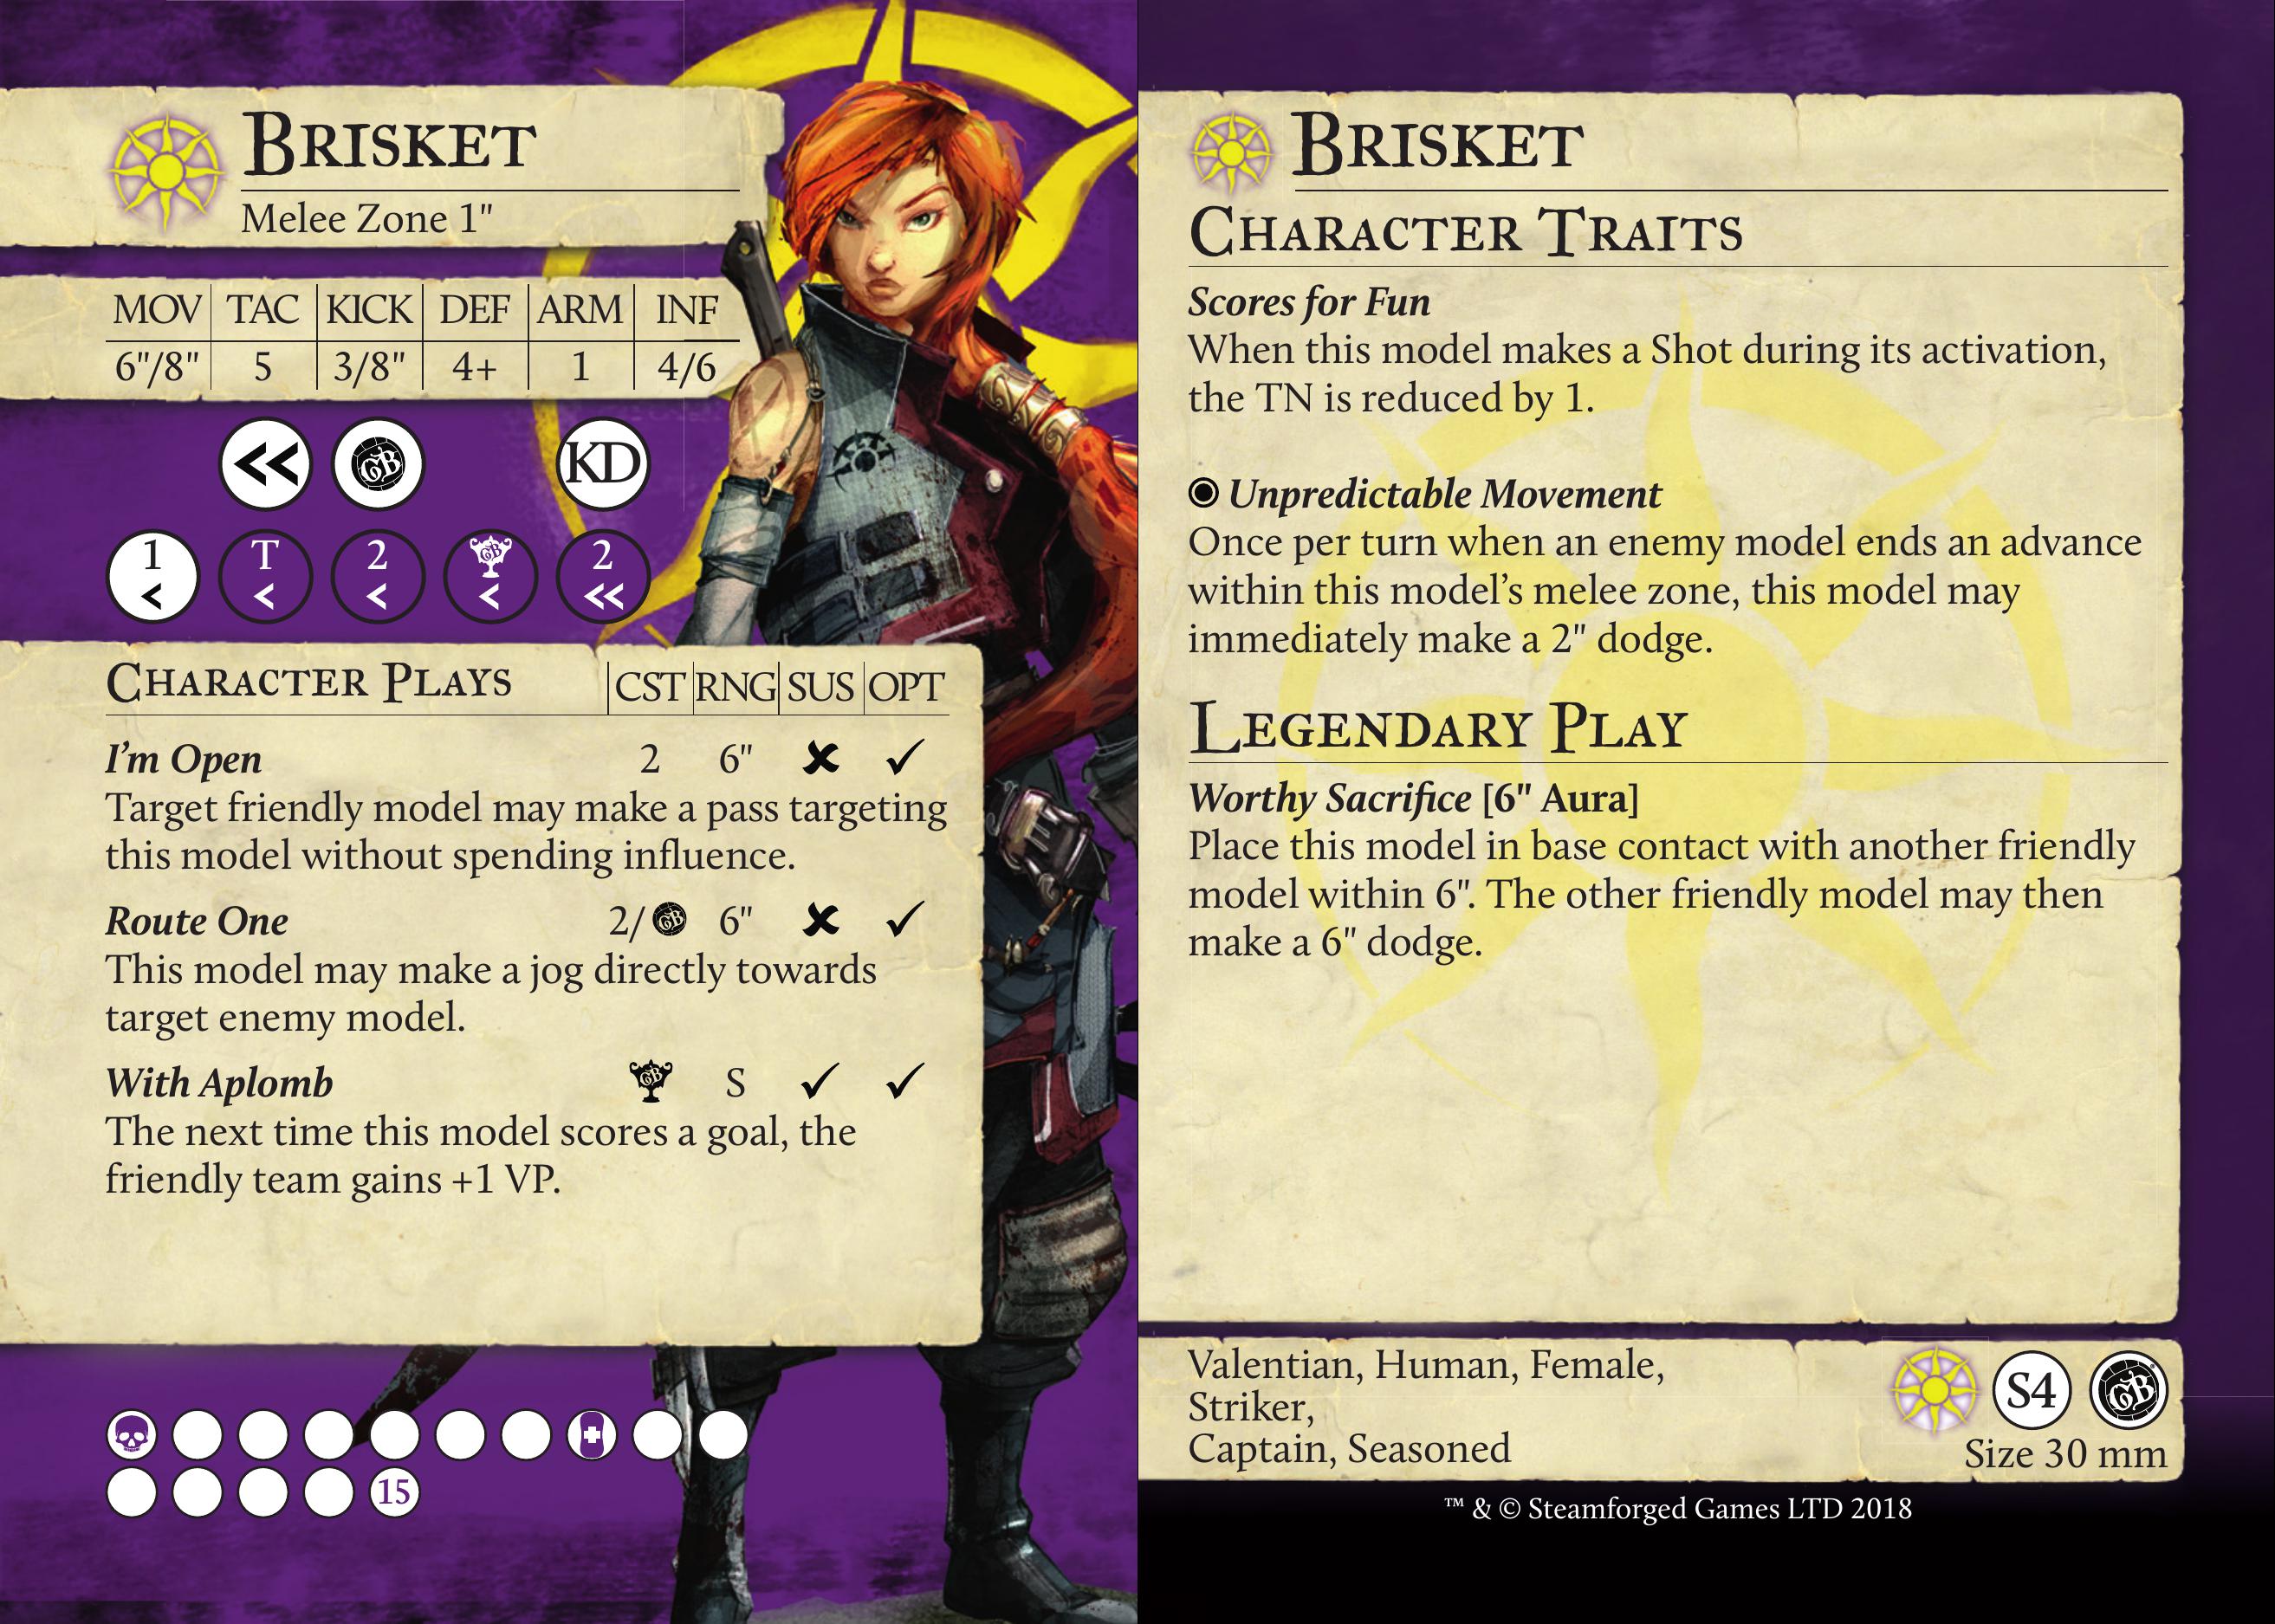 BRISKET
Melee Zone 1"
MOV TAC KICK DEF ARM INF
6"/8" 5 3/8" 4+ 1 4/6
<< GB KD
1 T 2 GB 2
< < < < <<
CHARACTER PLAYS CST RNG SUS OPT
I'm Open 2 6" ✘ ✓
Target friendly model may make a pass targeting
this model without spending influence.
Route One 2/GB 6" ✘ ✓
This model may make a jog directly towards
target enemy model.
With Aplomb GB S ✓ ✓
The next time this model scores a goal, the
friendly team gains +1 VP.
15
BRISKET
CHARACTER TRAITS
Scores for Fun
When this model makes a Shot during its activation,
the TN is reduced by 1.
Unpredictable Movement
Once per turn when an enemy model ends an advance
within this model's melee zone, this model may
immediately make a 2" dodge.
LEGENDARY PLAY
Worthy Sacrifice [6" Aura]
Place this model in base contact with another friendly
model within 6". The other friendly model may then
make a 6" dodge.
Valentian, Human, Female,
Striker,
Captain, Seasoned
S4 GB
Size 30 mm
™ & © Steamforged Games LTD 2018